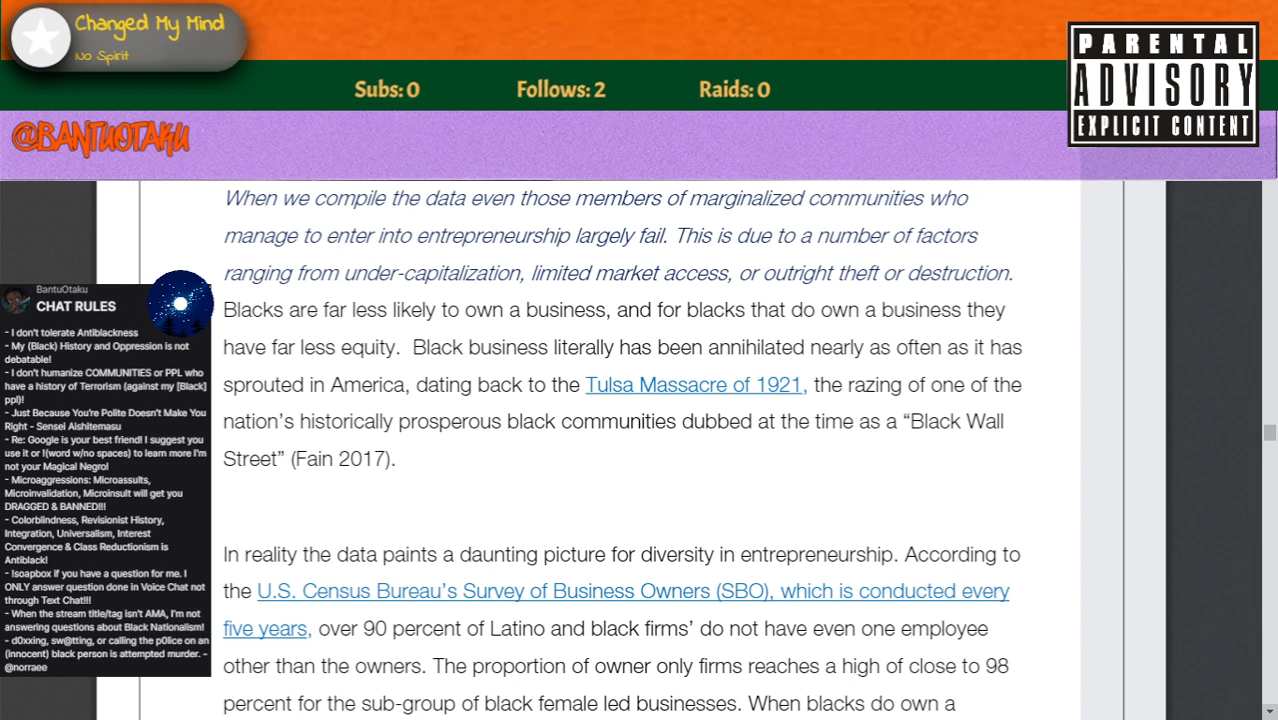 Changed My Mind
No Spirit
Subs: 0
Follows: 2
Raids: 0
PARENTAL
ADVISORY
EXPLICIT CONTENT
@BANTUOTAKU
When we compile the data even those members of marginalized communities who
manage to enter into entrepreneurship largely fail. This is due to a number of factors
ranging from under-capitalization, limited market access, or outright theft or destruction.
Blacks are far less likely to own a business, and for blacks that do own a business they
have far less equity. Black business literally has been annihilated nearly as often as it has
sprouted in America, dating back to the Tulsa Massacre of 1921, the razing of one of the
nation's historically prosperous black communities dubbed at the time as a “Black Wall
Street” (Fain 2017).
In reality the data paints a daunting picture for diversity in entrepreneurship. According to
the U.S. Census Bureau's Survey of Business Owners (SBO), which is conducted every
five years, over 90 percent of Latino and black firms' do not have even one employee
other than the owners. The proportion of owner only firms reaches a high of close to 98
percent for the sub-group of black female led businesses. When blacks do own a
BantuOtaku
CHAT RULES
- I don't tolerate Antiblackness
- My (Black) History and Oppression is not
debatable!
- I don't humanize COMMUNITIES or PPL who
have a history of Terrorism (against my [Black]
ppl)!
- Just Because You're Polite Doesn't Make You
Right - Sensei Aishitemasu
- Re: Google is your best friend! I suggest you
use it or !(word w/no spaces) to learn more I'm
not your Magical Negro!
- Microaggressions: Microassults,
Microinvalidation, Microinsult will get you
DRAGGED & BANNED!!!
- Colorblindness, Revisionist History,
Integration, Universalism, Interest
Convergence & Class Reductionism is
Antiblack!
- !soapbox if you have a question for me. I
ONLY answer question done in Voice Chat not
through Text Chat!!!
- When the stream title/tag isn't AMA, I'm not
answering questions about Black Nationalism!
- d0xxing, sw@tting, or calling the p0lice on an
(innocent) black person is attempted murder. -
@norraee